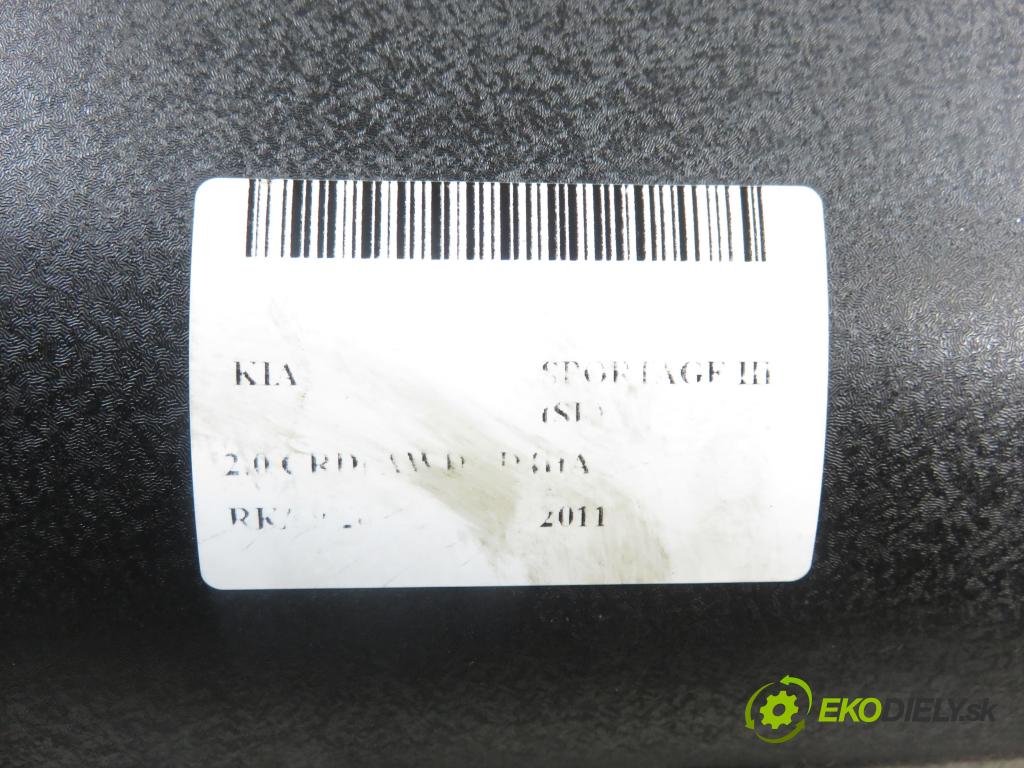 KIA SPORTAGE III
(SL)
2.0 CRDi AWD
2011
EKODIELY.sk